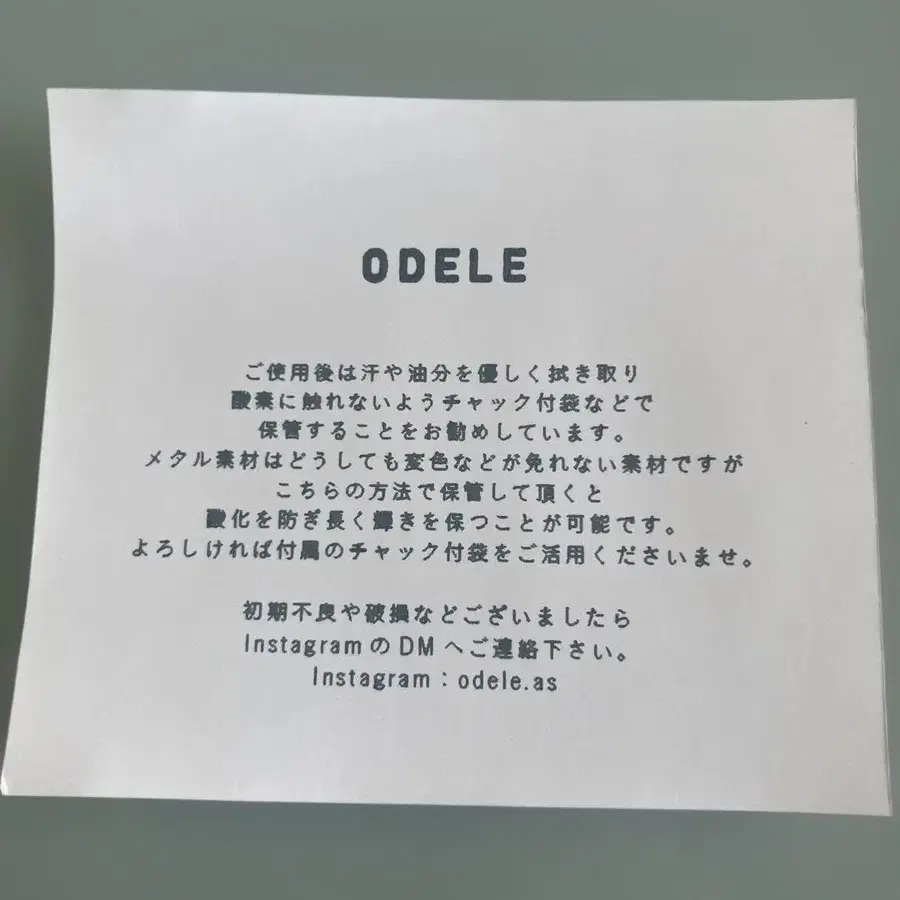 ODELE
ご使用後は汗や油分を優しく拭き取り
酸素に触れないようチャック付袋などで
保管することをお勧めしています。
メタル素材はどうしても変色などが免れない素材ですが
こちらの方法で保管して頂くと
酸化を防ぎ長く輝きを保つことが可能です。
よろしければ付属のチャック付袋をご活用くださいませ。
初期不良や破損などございましたら
InstagramのDMへご連絡下さい。
Instagram：odele.as